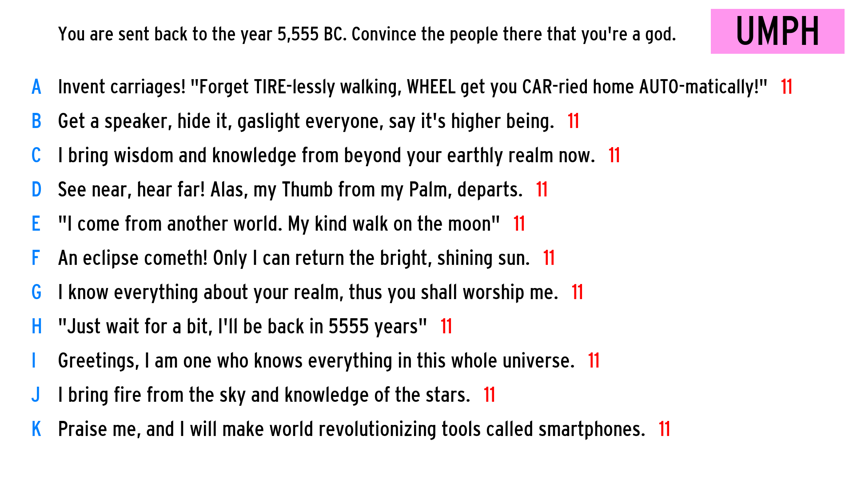 You are sent back to the year 5,555 BC. Convince the people there that you're a god.
UMPH
A Invent carriages! "Forget TIRE-lessly walking, WHEEL get you CAR-ried home AUTO-matically!" 11
B Get a speaker, hide it, gaslight everyone, say it's higher being. 11
C I bring wisdom and knowledge from beyond your earthly realm now. 11
D See near, hear far! Alas, my Thumb from my Palm, departs. 11
E "I come from another world. My kind walk on the moon" 11
F An eclipse cometh! Only I can return the bright, shining sun. 11
G I know everything about your realm, thus you shall worship me. 11
H "Just wait for a bit, I'll be back in 5555 years" 11
I Greetings, I am one who knows everything in this whole universe. 11
J I bring fire from the sky and knowledge of the stars. 11
K Praise me, and I will make world revolutionizing tools called smartphones. 11